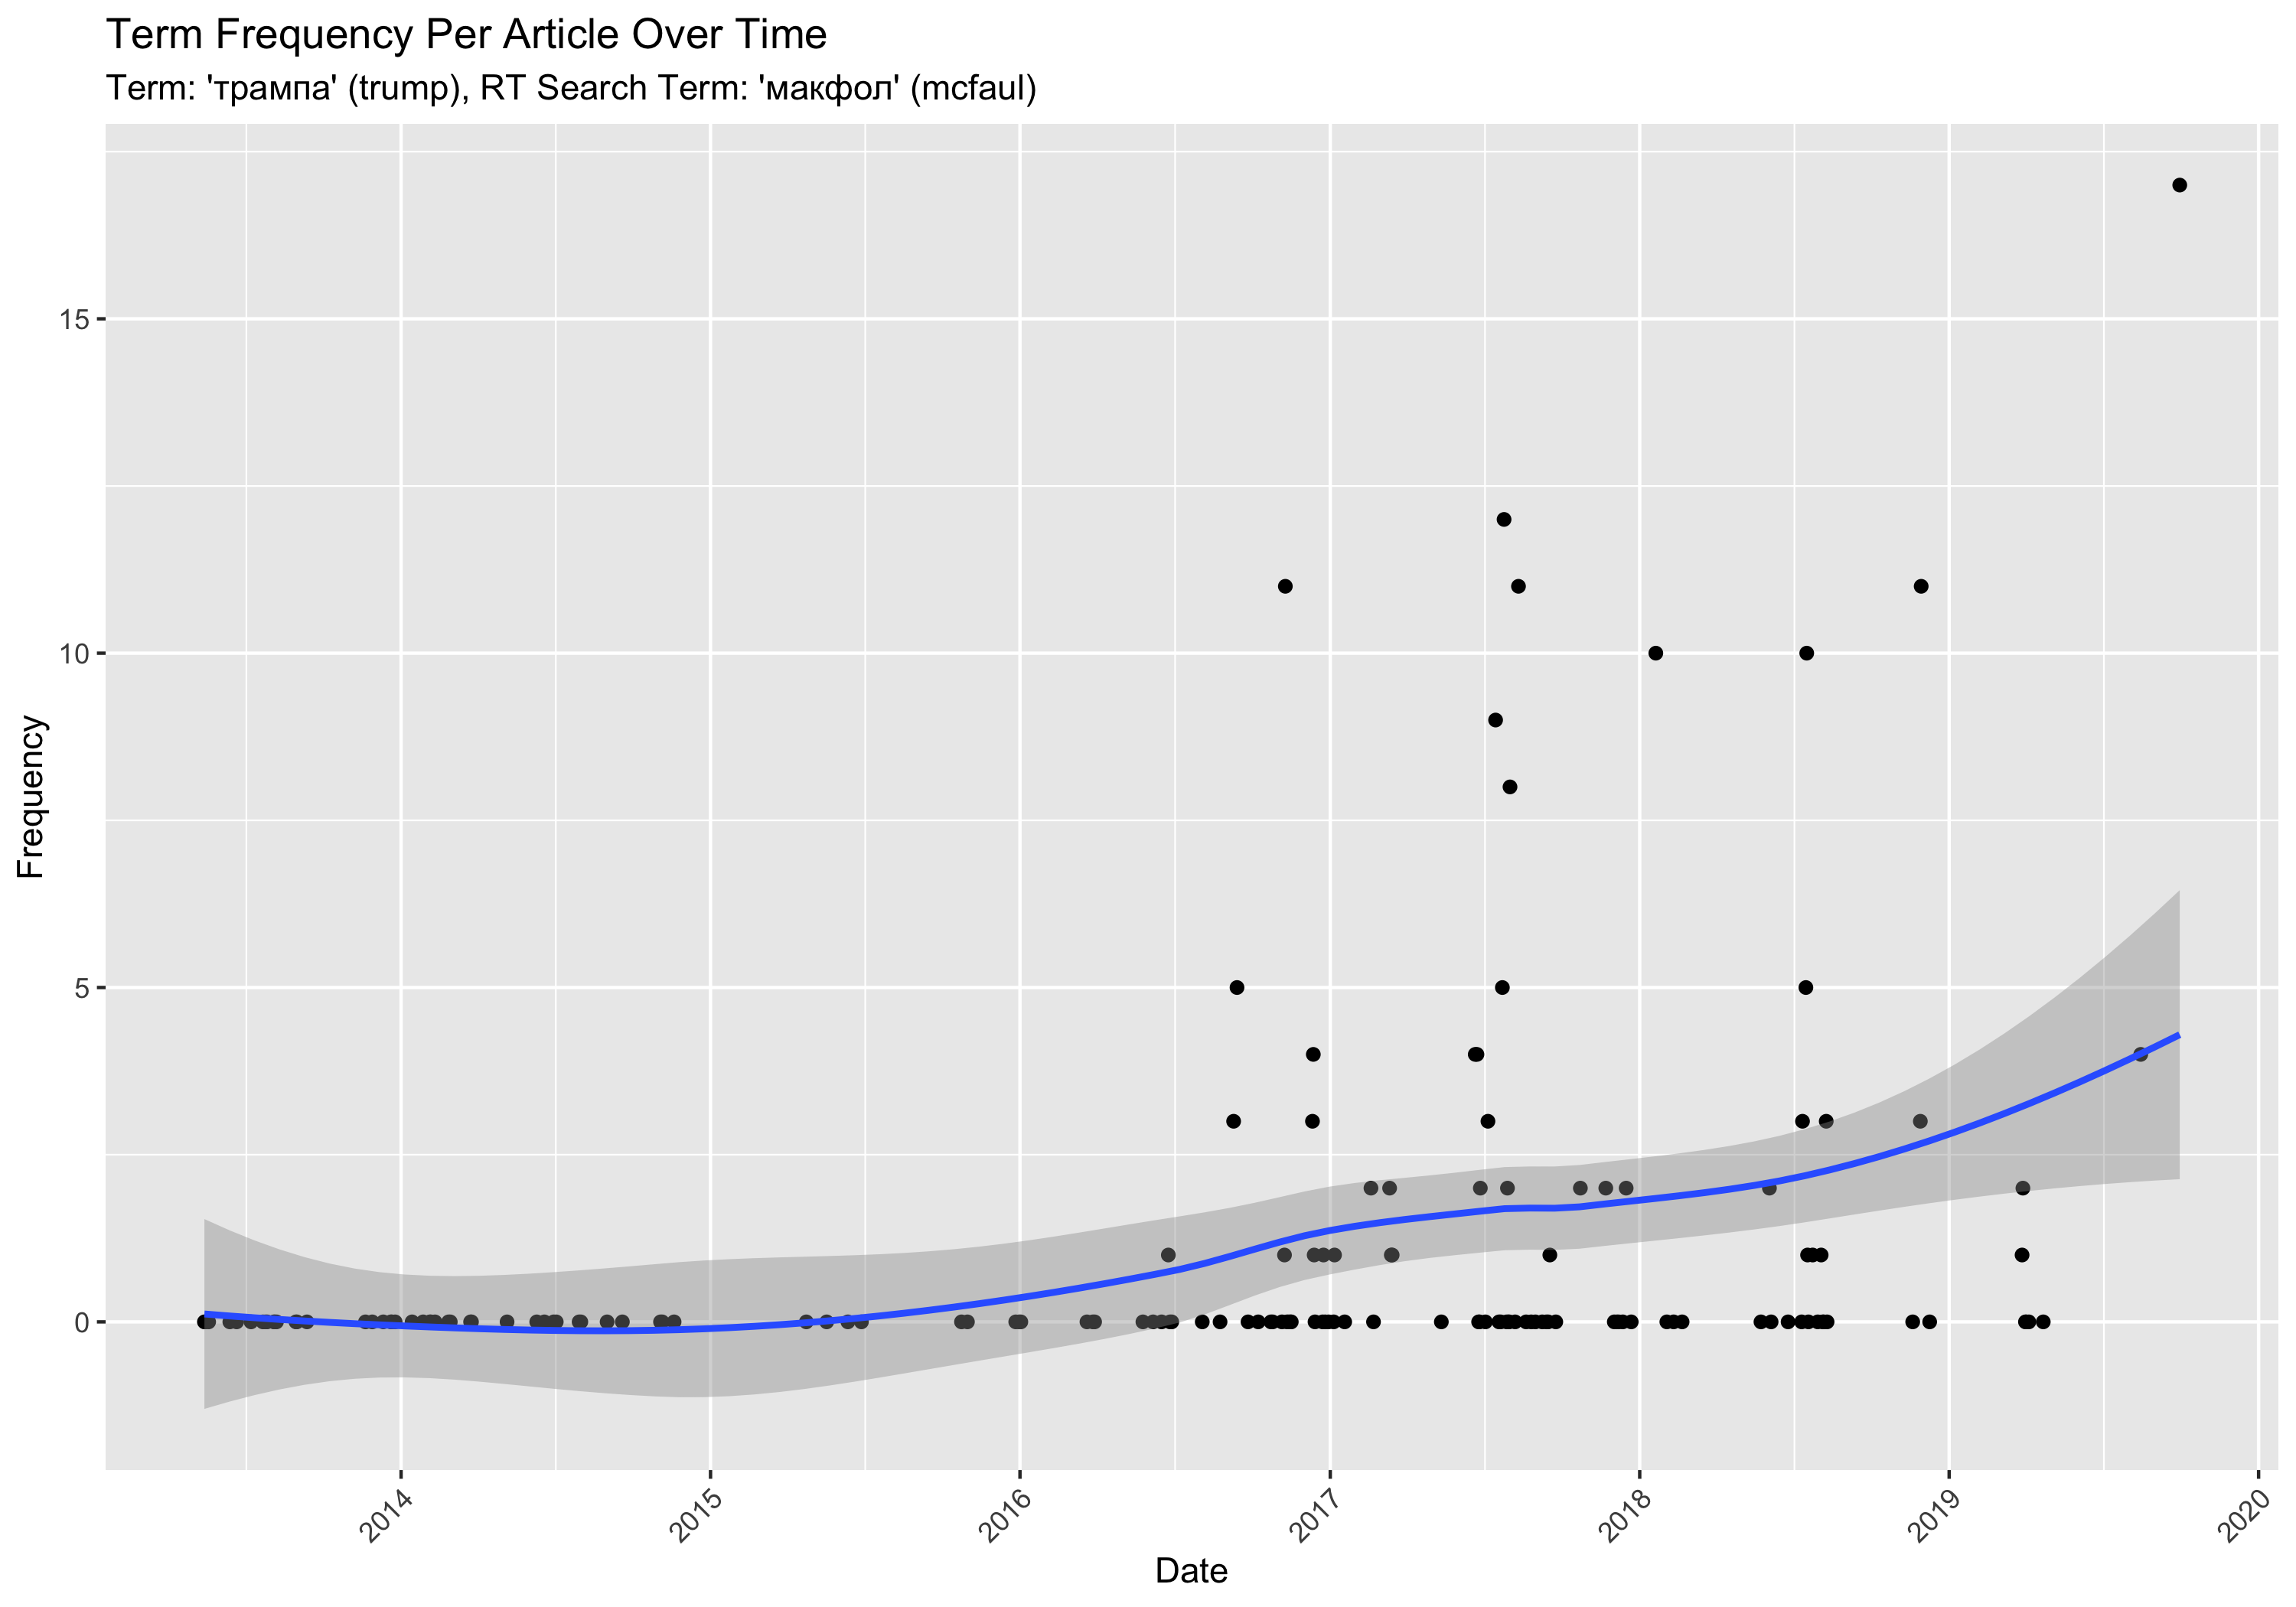 Term Frequency Per Article Over Time
Term: 'трампа' (trump), RT Search Term: 'макфол' (mcfaul)
15
10
5
0
Frequency
2014
2015
2016
2017
2018
2019
2020
Date